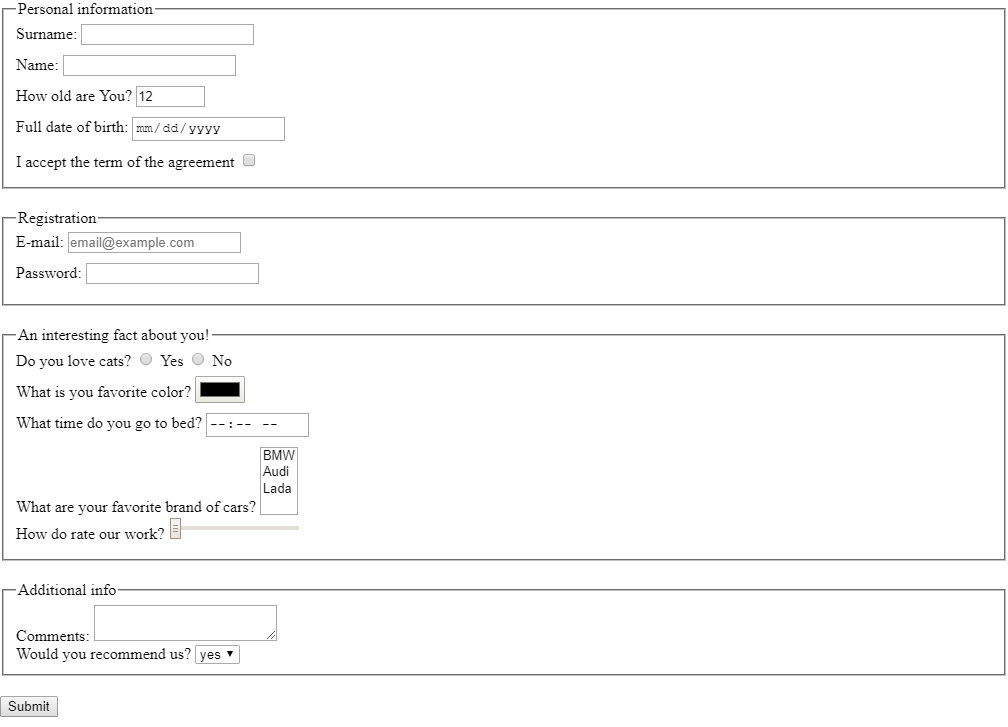 Personal information
Surname:
Name:
How old are You? 12
Full date of birth: mm/dd/yyyy
I accept the term of the agreement
Registration
E-mail: email@example.com
Password:
An interesting fact about you!
Do you love cats? Yes No
What is you favorite color?
What time do you go to bed? --:-- --
BMW
Audi
Lada
What are your favorite brand of cars?
How do rate our work?
Additional info
Comments:
Would you recommend us? yes
Submit